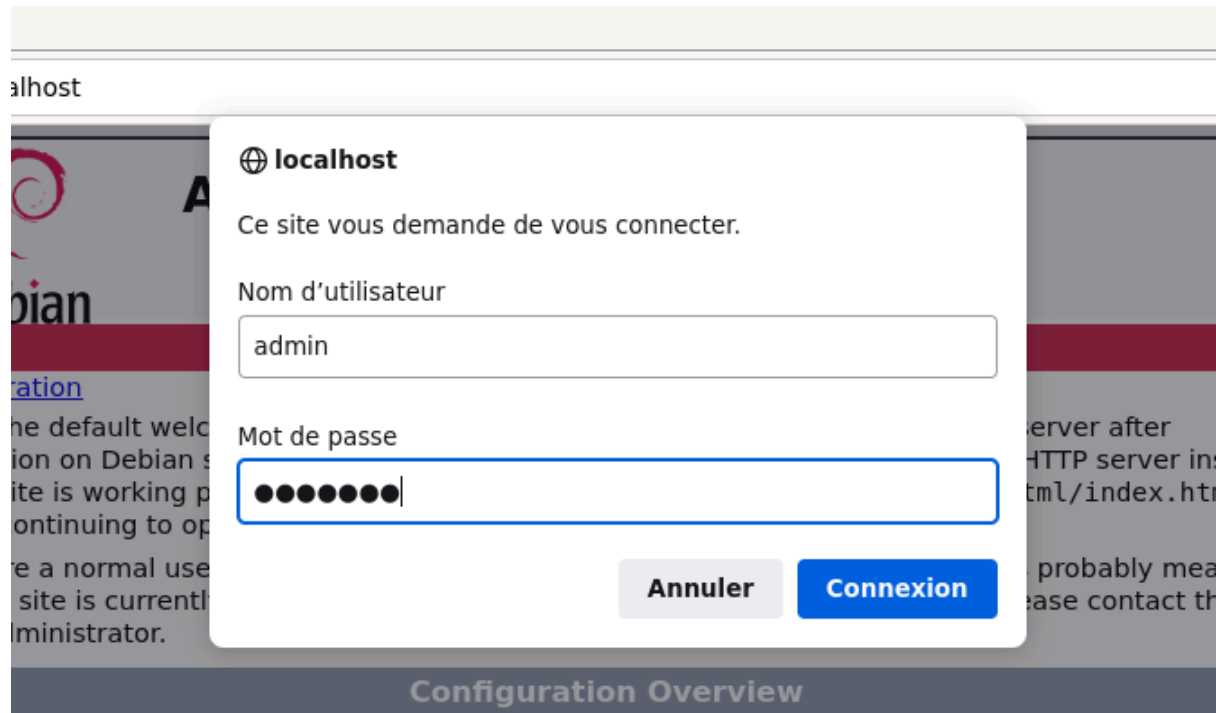 alhost
localhost
A
Ce site vous demande de vous connecter.
bian
Nom d’utilisateur
admin
ration
he default welc
erver after
Mot de passe
ion on Debian s
HTTP server ins
ite is working p
tml/index.htm
●●●●●●●
ontinuing to op
re a normal use
probably mea
Annuler
Connexion
site is currentl
ease contact th
ministrator.
Configuration Overview